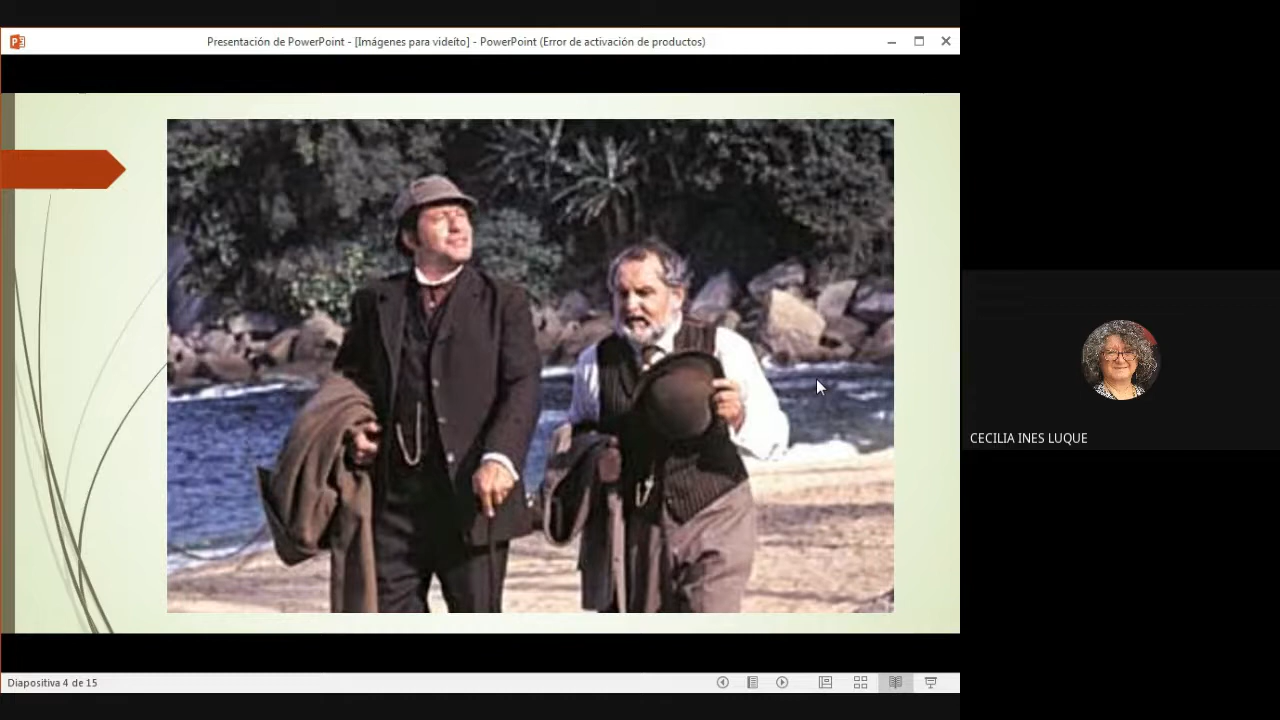 Presentación de PowerPoint - [Imágenes para videíto] - PowerPoint (Error de activación de productos)
CECILIA INES LUQUE
Diapositiva 4 de 15